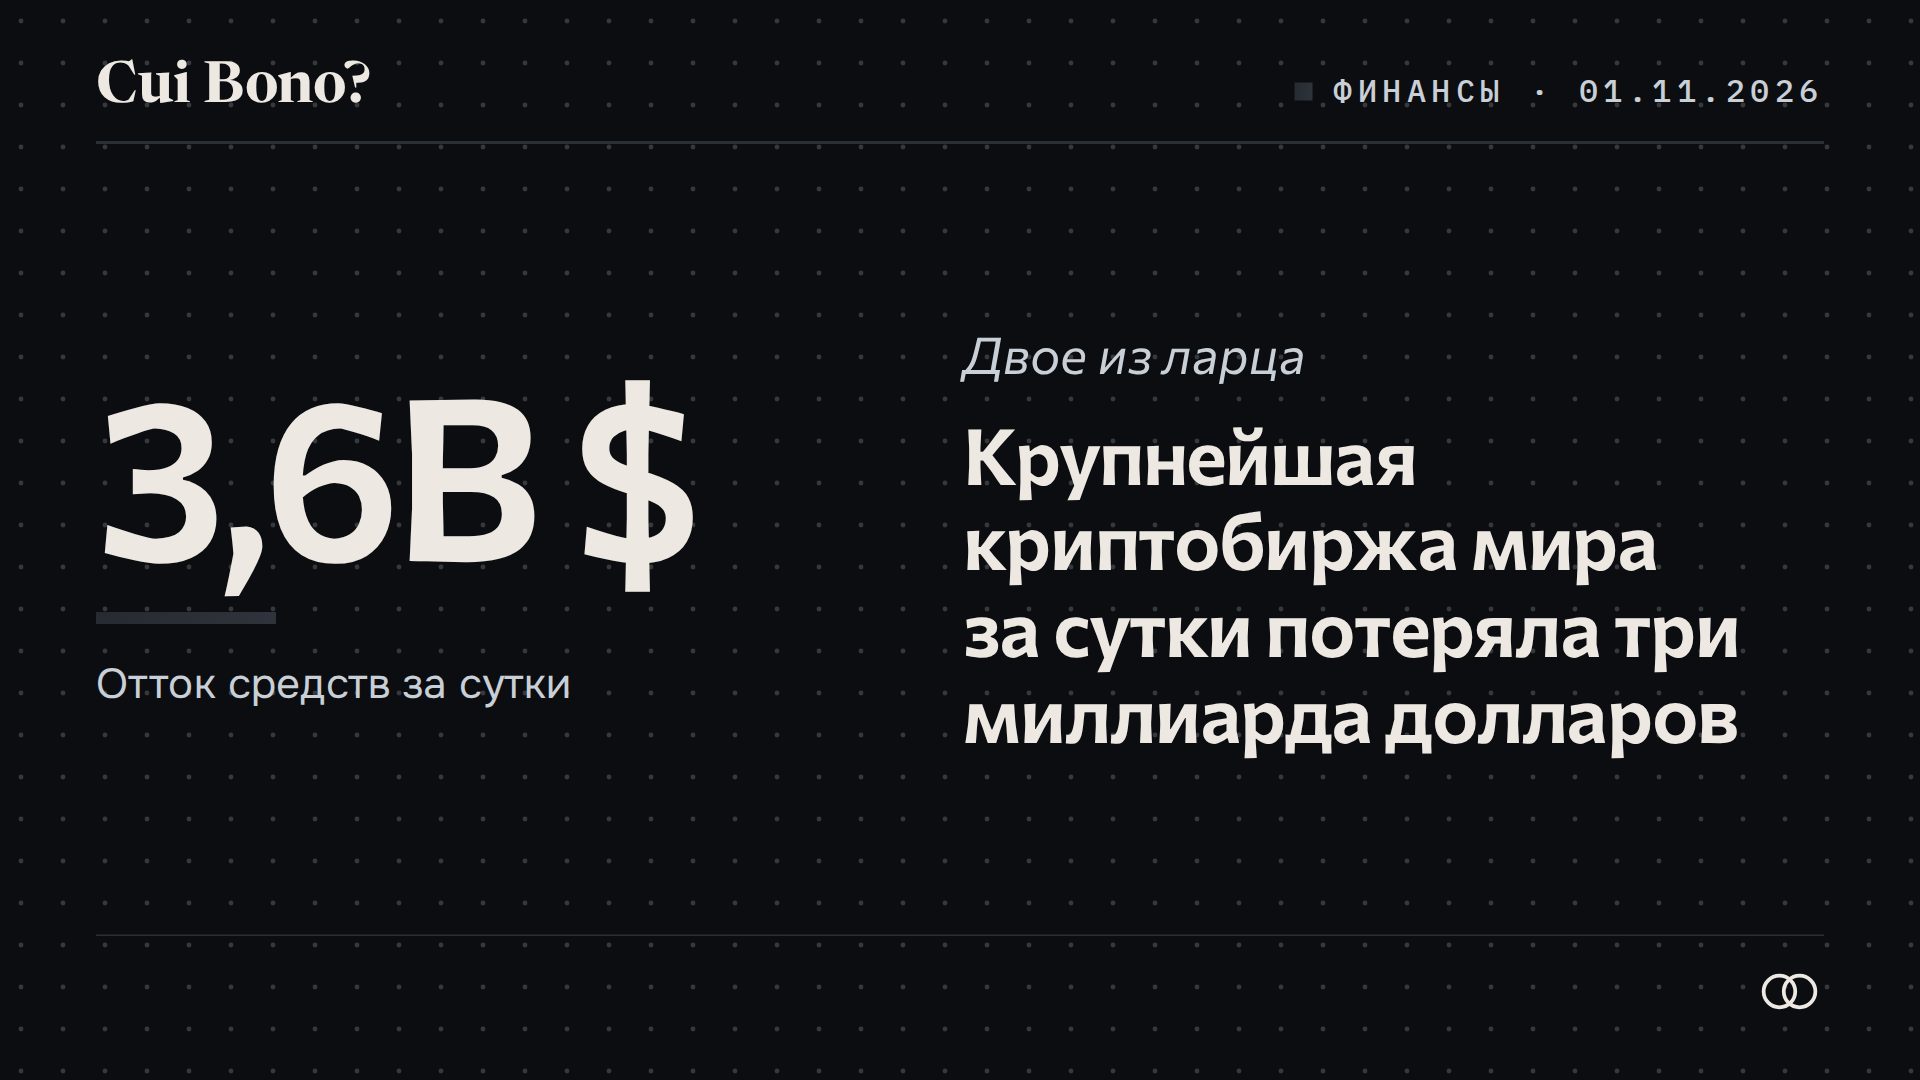 Cui Bono?
ФИНАНСЫ · 01.11.2026
3,6B $
Отток средств за сутки
Двое из ларца
Крупнейшая
криптобиржа мира
за сутки потеряла три
миллиарда долларов